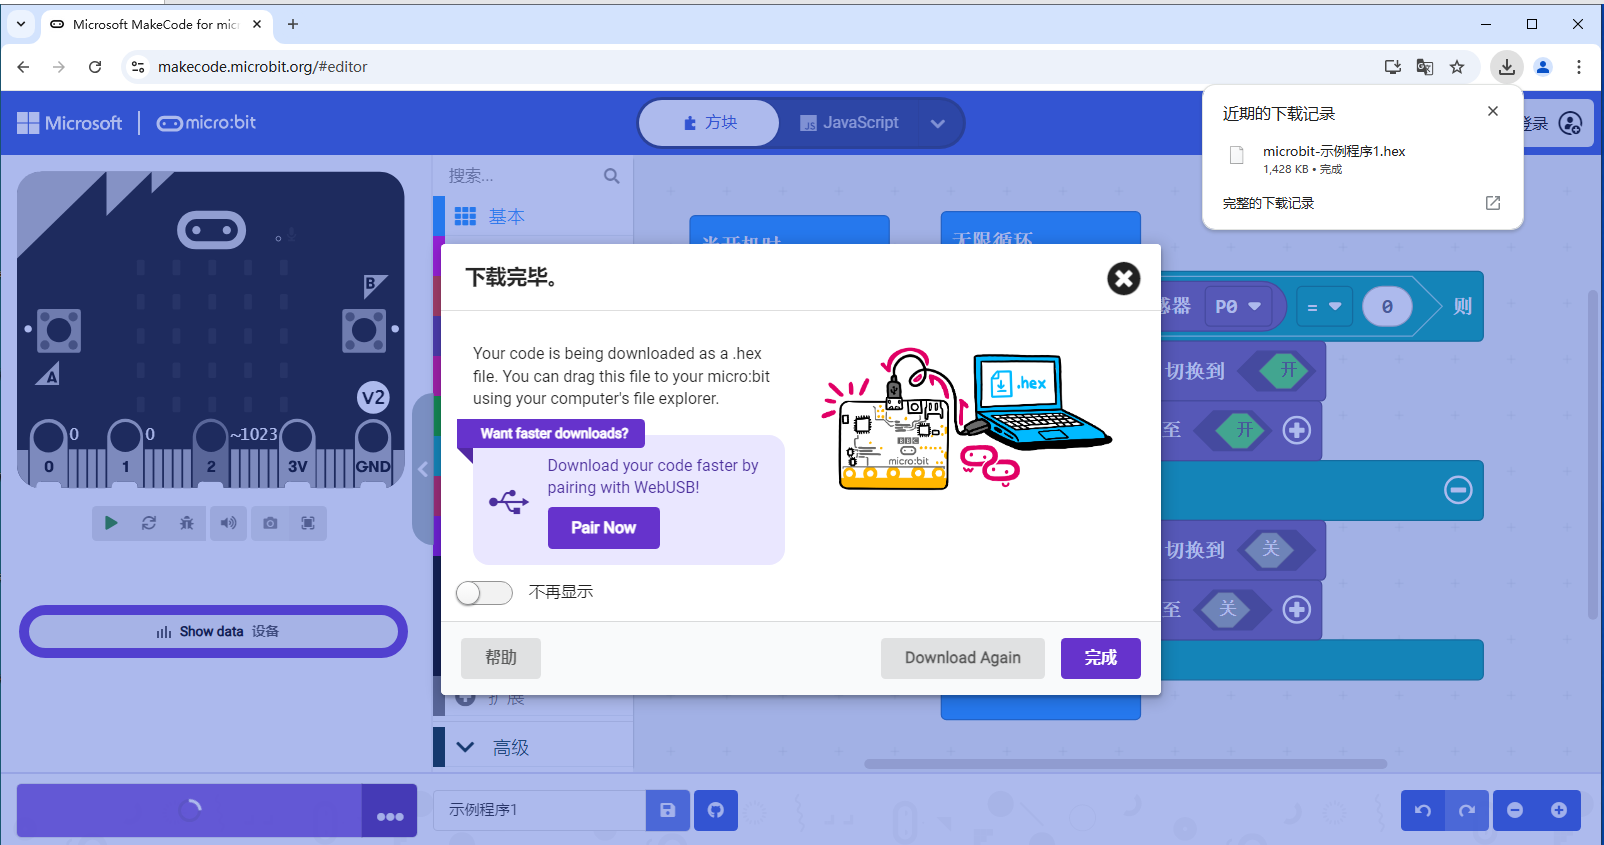 Microsoft MakeCode for micr
makecode.microbit.org/#editor
近期的下载记录
microbit-示例程序1.hex
1,428 KB • 完成
完整的下载记录
Microsoft
micro:bit
方块
JavaScript
登录
搜索...
基本
当开机时
无限循环
B
A
V2
0
0
~1023
0
1
2
3V
GND
感器
P0
=
0
则
切换到
开
至
开
切换到
关
至
关
下载完毕。
Your code is being downloaded as a .hex
file. You can drag this file to your micro:bit
using your computer's file explorer.
Want faster downloads?
Download your code faster by
pairing with WebUSB!
Pair Now
.hex
BBC
micro:bit
不再显示
帮助
Download Again
完成
Show data 设备
扩展
高级
示例程序1